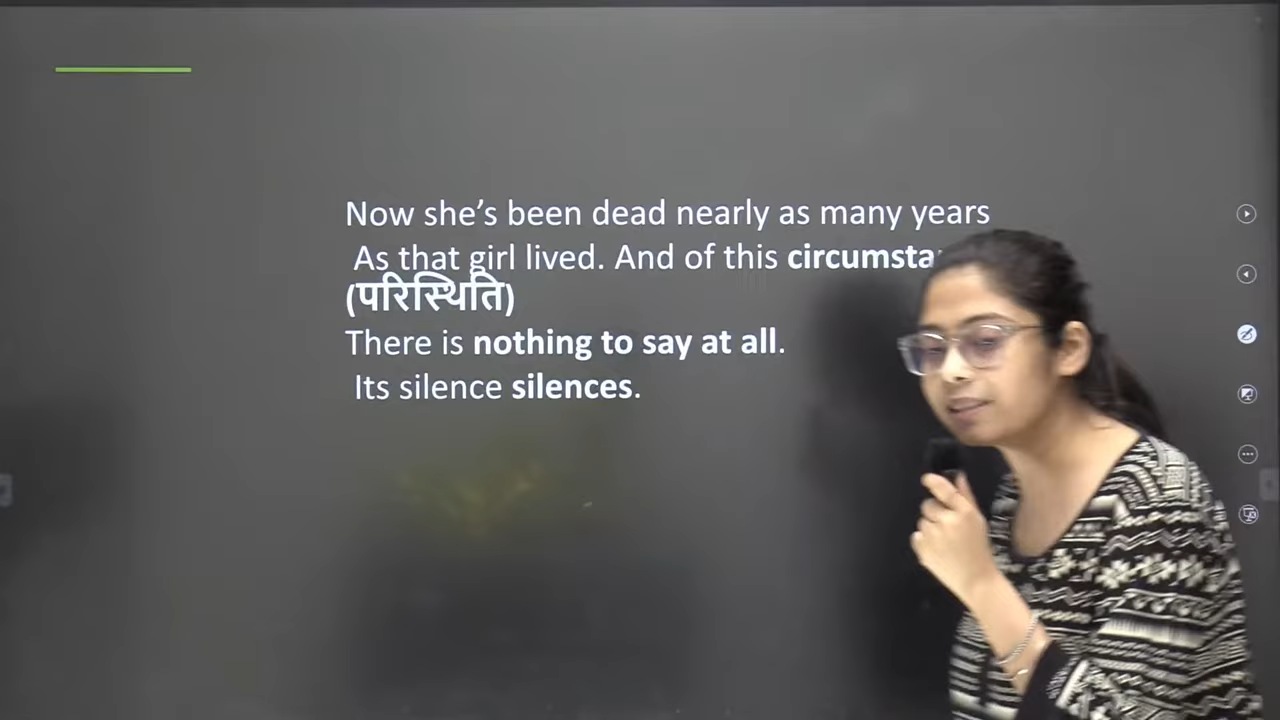 Now she’s been dead nearly as many years
As that girl lived. And of this
(परिस्थिति)
There is nothing to say at all.
Its silence silences.